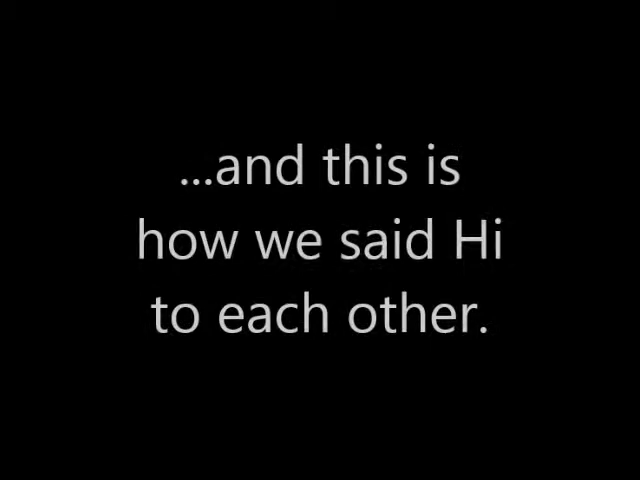 ...and this is
how we said Hi
to each other.